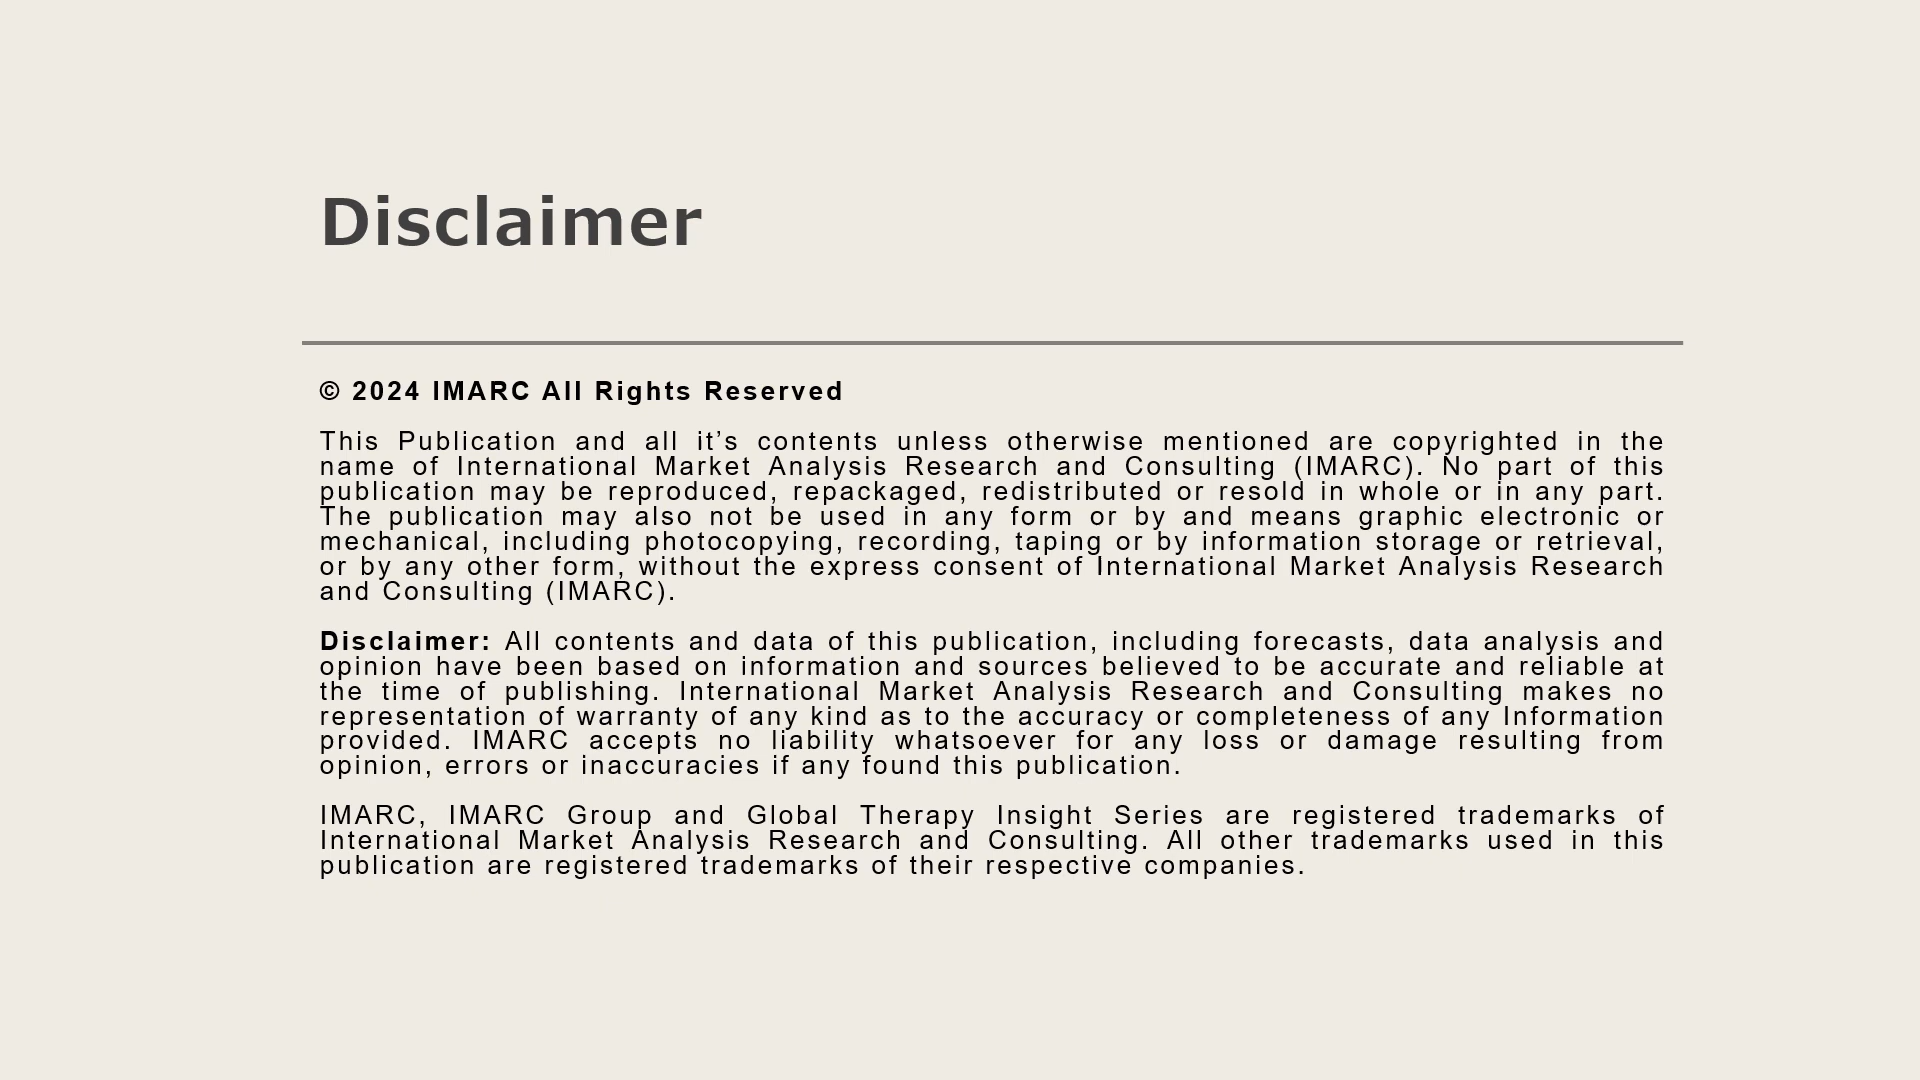 Disclaimer
© 2024 IMARC All Rights Reserved
This Publication and all it’s contents unless otherwise mentioned are copyrighted in the
name of International Market Analysis Research and Consulting (IMARC). No part of this
publication may be reproduced, repackaged, redistributed or resold in whole or in any part.
The publication may also not be used in any form or by and means graphic electronic or
mechanical, including photocopying, recording, taping or by information storage or retrieval,
or by any other form, without the express consent of International Market Analysis Research
and Consulting (IMARC).
Disclaimer: All contents and data of this publication, including forecasts, data analysis and
opinion have been based on information and sources believed to be accurate and reliable at
the time of publishing. International Market Analysis Research and Consulting makes no
representation of warranty of any kind as to the accuracy or completeness of any Information
provided. IMARC accepts no liability whatsoever for any loss or damage resulting from
opinion, errors or inaccuracies if any found this publication.
IMARC, IMARC Group and Global Therapy Insight Series are registered trademarks of
International Market Analysis Research and Consulting. All other trademarks used in this
publication are registered trademarks of their respective companies.